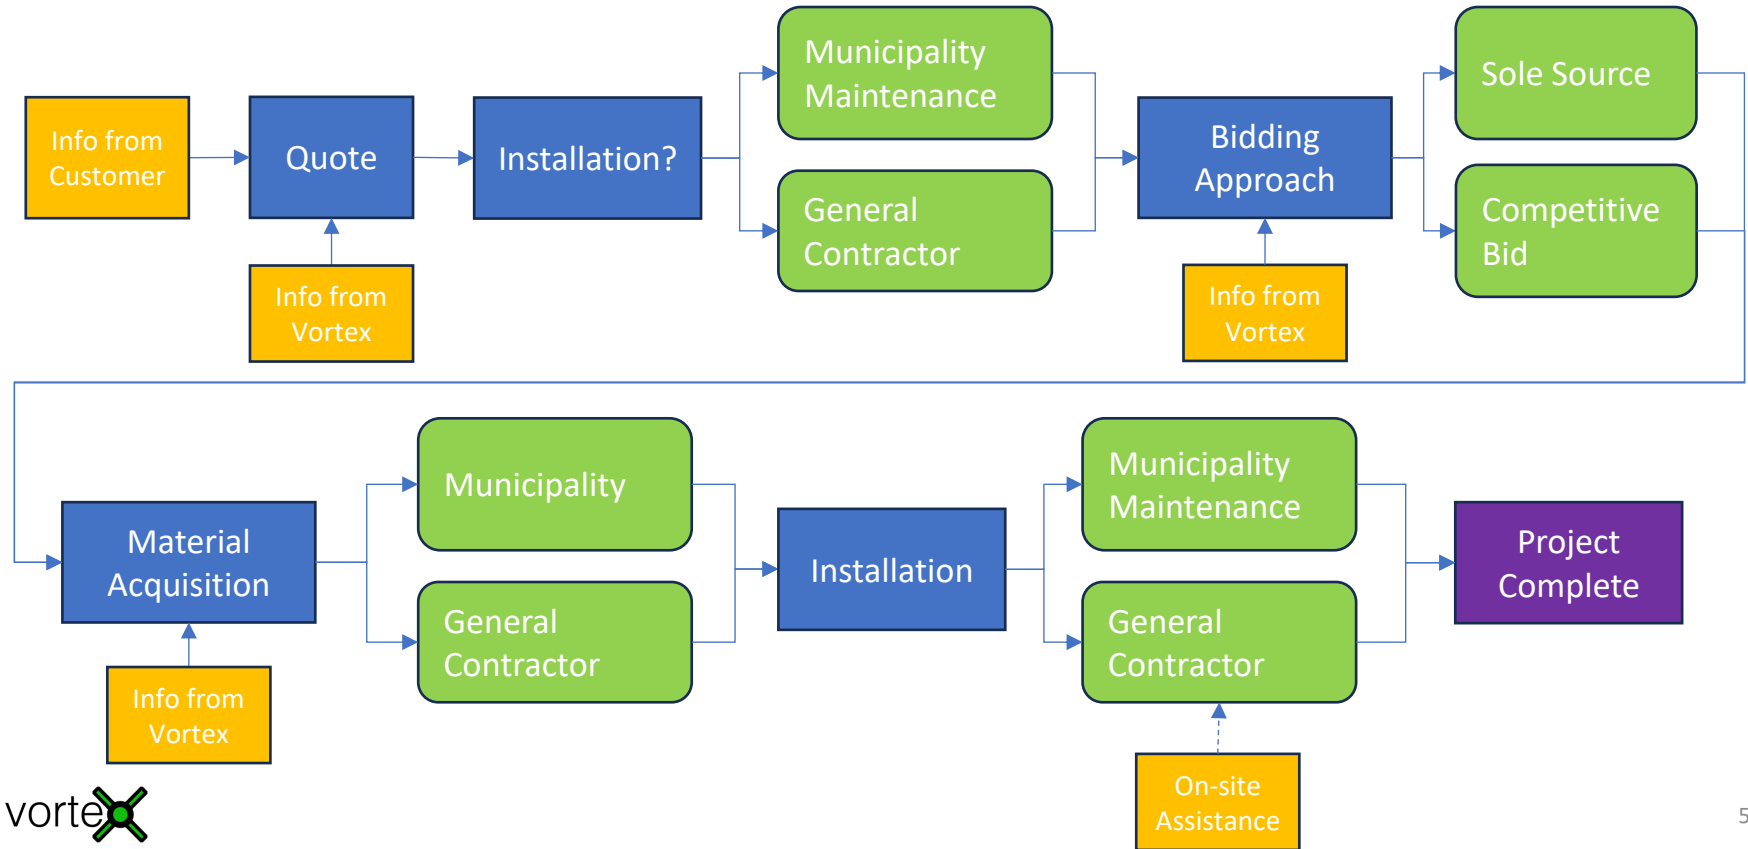 Info from
Customer
Quote
Installation?
Municipality
Maintenance
General
Contractor
Bidding
Approach
Sole Source
Competitive
Bid
Info from
Vortex
Info from
Vortex
Material
Acquisition
Municipality
General
Contractor
Installation
Municipality
Maintenance
General
Contractor
Project
Complete
Info from
Vortex
On-site
Assistance
vortex
5